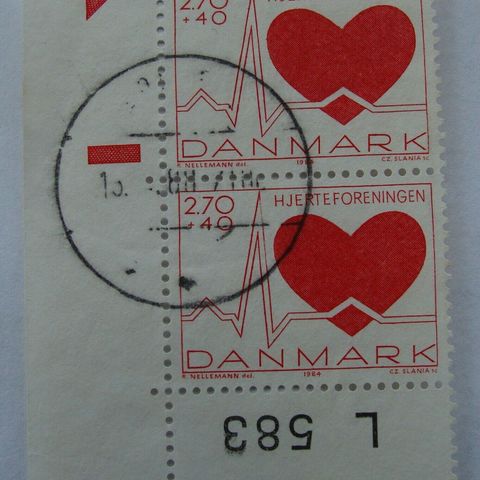 2.70
+ 40
DANMARK
R. NELLEMANN del. 1984 CZ. SLANIA sc
2.70 HJERTEFORENINGEN
+ 40
DANMARK
R. NELLEMANN del. 1984 CZ. SLANIA sc
L 583